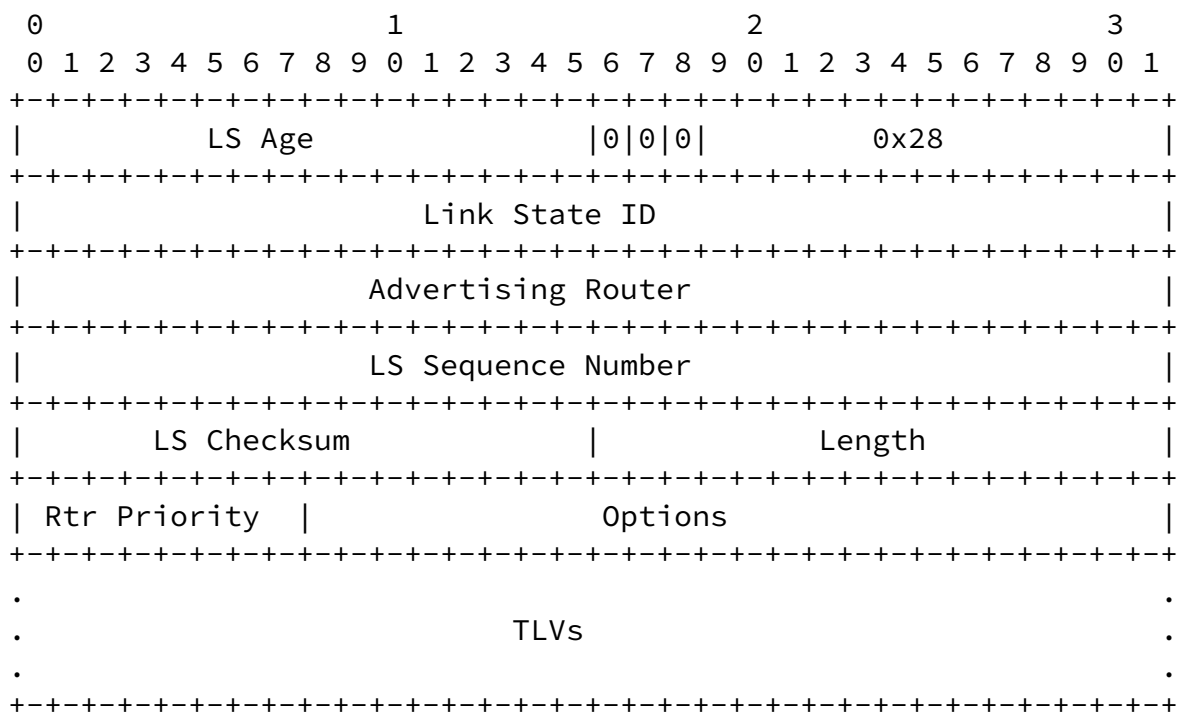 0                   1                   2                   3
 0 1 2 3 4 5 6 7 8 9 0 1 2 3 4 5 6 7 8 9 0 1 2 3 4 5 6 7 8 9 0 1
+-+-+-+-+-+-+-+-+-+-+-+-+-+-+-+-+-+-+-+-+-+-+-+-+-+-+-+-+-+-+-+-+
|          LS Age               |0|0|0|         0x28            |
+-+-+-+-+-+-+-+-+-+-+-+-+-+-+-+-+-+-+-+-+-+-+-+-+-+-+-+-+-+-+-+-+
|                      Link State ID                            |
+-+-+-+-+-+-+-+-+-+-+-+-+-+-+-+-+-+-+-+-+-+-+-+-+-+-+-+-+-+-+-+-+
|                   Advertising Router                          |
+-+-+-+-+-+-+-+-+-+-+-+-+-+-+-+-+-+-+-+-+-+-+-+-+-+-+-+-+-+-+-+-+
|                   LS Sequence Number                          |
+-+-+-+-+-+-+-+-+-+-+-+-+-+-+-+-+-+-+-+-+-+-+-+-+-+-+-+-+-+-+-+-+
|       LS Checksum             |            Length             |
+-+-+-+-+-+-+-+-+-+-+-+-+-+-+-+-+-+-+-+-+-+-+-+-+-+-+-+-+-+-+-+-+
| Rtr Priority  |                Options                        |
+-+-+-+-+-+-+-+-+-+-+-+-+-+-+-+-+-+-+-+-+-+-+-+-+-+-+-+-+-+-+-+-+
.                                                               .
.                           TLVs                                .
.                                                               .
+-+-+-+-+-+-+-+-+-+-+-+-+-+-+-+-+-+-+-+-+-+-+-+-+-+-+-+-+-+-+-+-+